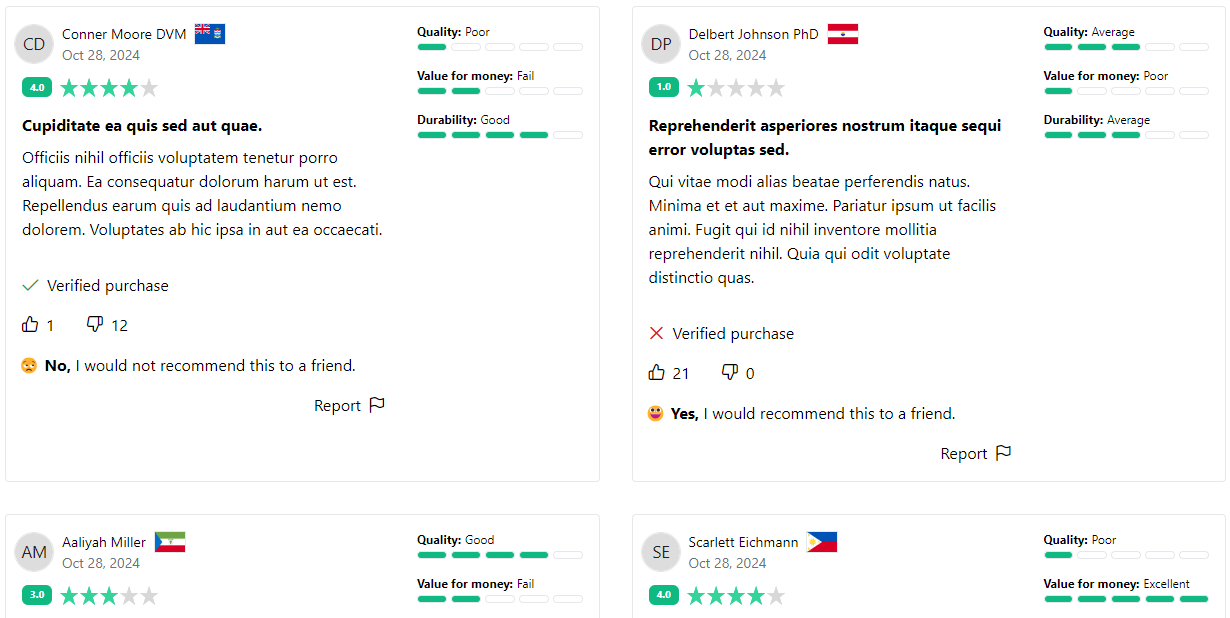 CD
Conner Moore DVM
Oct 28, 2024
4.0
Cupiditate ea quis sed aut quae.
Officiis nihil officiis voluptatem tenetur porro
aliquam. Ea consequatur dolorum harum ut est.
Repellendus earum quis ad laudantium nemo
dolorem. Voluptates ab hic ipsa in aut ea occaecati.
Verified purchase
1 12
No, I would not recommend this to a friend.
Report
Quality: Poor
Value for money: Fail
Durability: Good
DP
Delbert Johnson PhD
Oct 28, 2024
1.0
Reprehenderit asperiores nostrum itaque sequi
error voluptas sed.
Qui vitae modi alias beatae perferendis natus.
Minima et et aut maxime. Pariatur ipsum ut facilis
animi. Fugit qui id nihil inventore mollitia
reprehenderit nihil. Quia qui odit voluptate
distinctio quas.
Verified purchase
21 0
Yes, I would recommend this to a friend.
Report
Quality: Average
Value for money: Poor
Durability: Average
AM
Aaliyah Miller
Oct 28, 2024
3.0
Quality: Good
Value for money: Fail
SE
Scarlett Eichmann
Oct 28, 2024
4.0
Quality: Poor
Value for money: Excellent